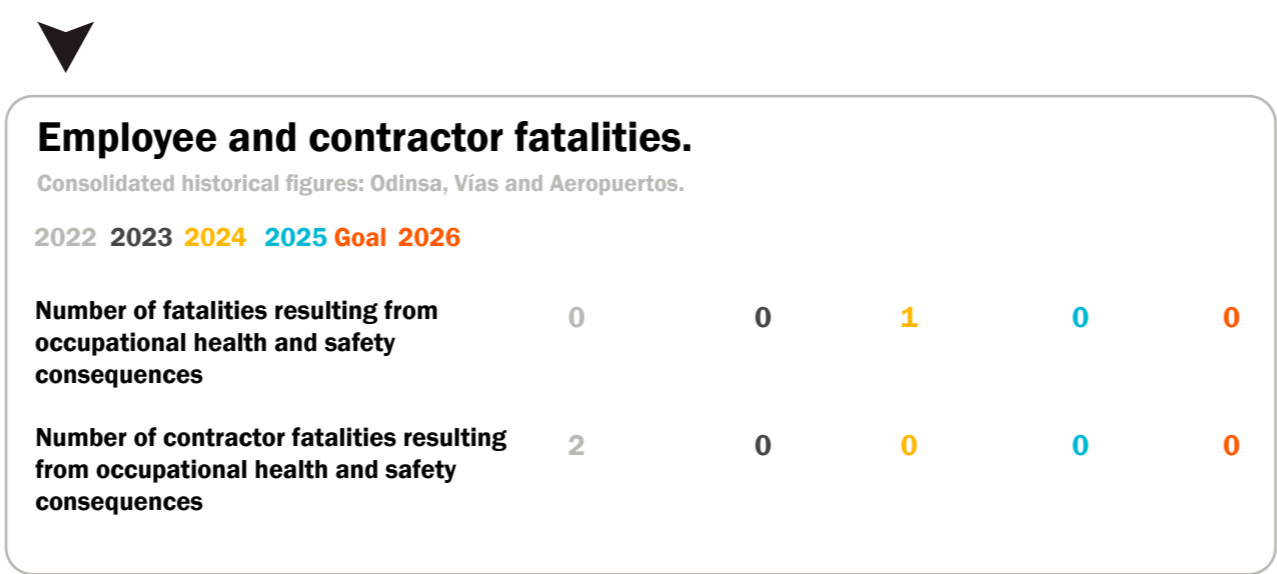 Employee and contractor fatalities.
Consolidated historical figures: Odinsa, Vías and Aeropuertos.
2022 2023 2024 2025 Goal 2026
Number of fatalities resulting from
occupational health and safety
consequences
0 0 1 0 0
Number of contractor fatalities resulting
from occupational health and safety
consequences
2 0 0 0 0